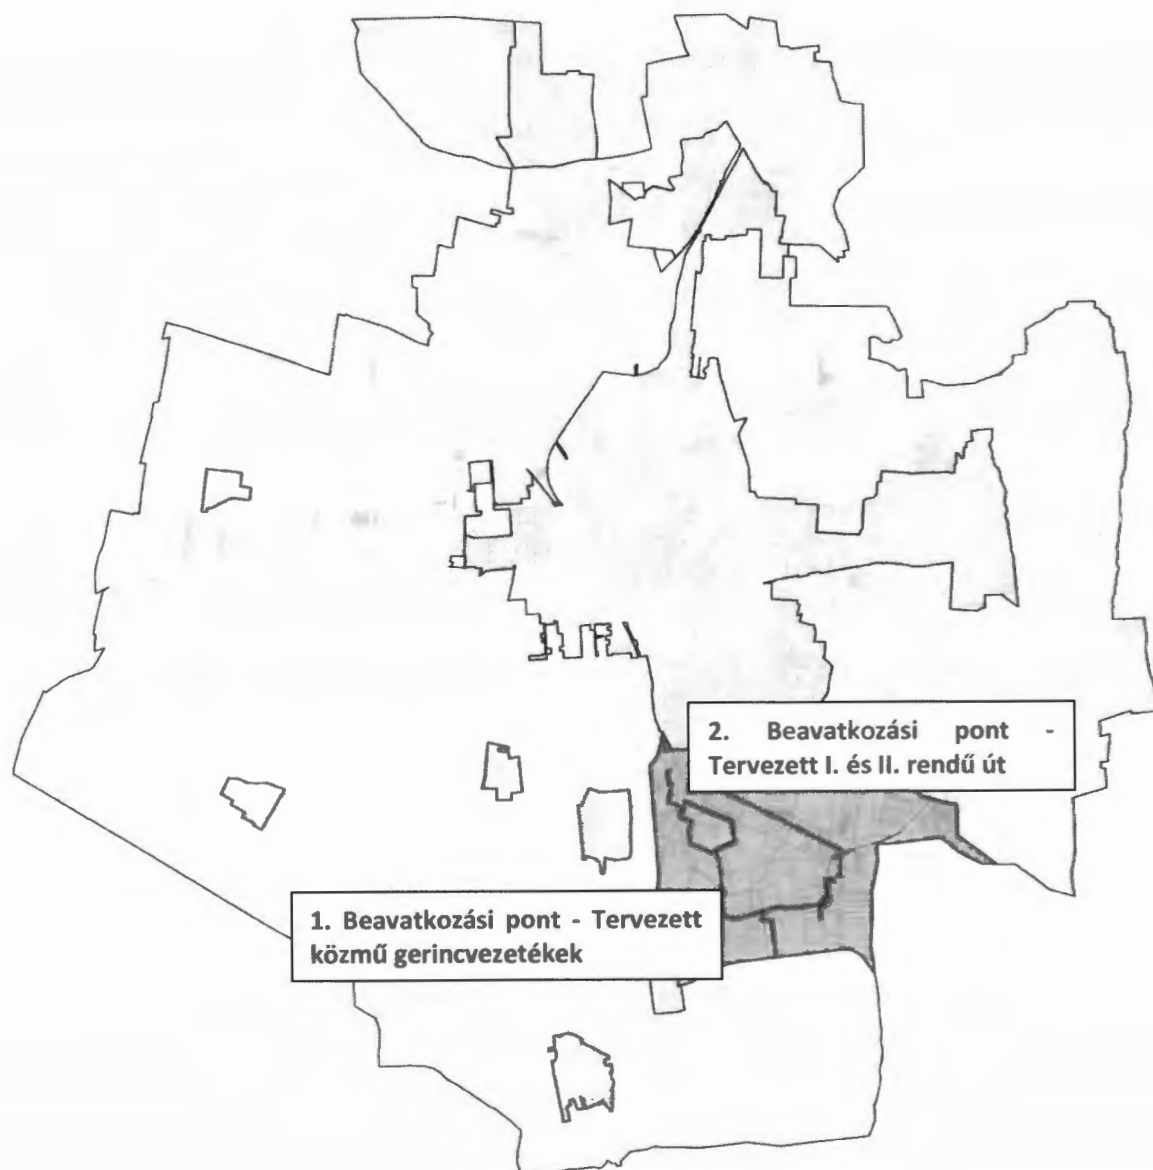 2. Beavatkozási pont -
Tervezett I. és II. rendű út
1. Beavatkozási pont - Tervezett
közmű gerincvezetékek